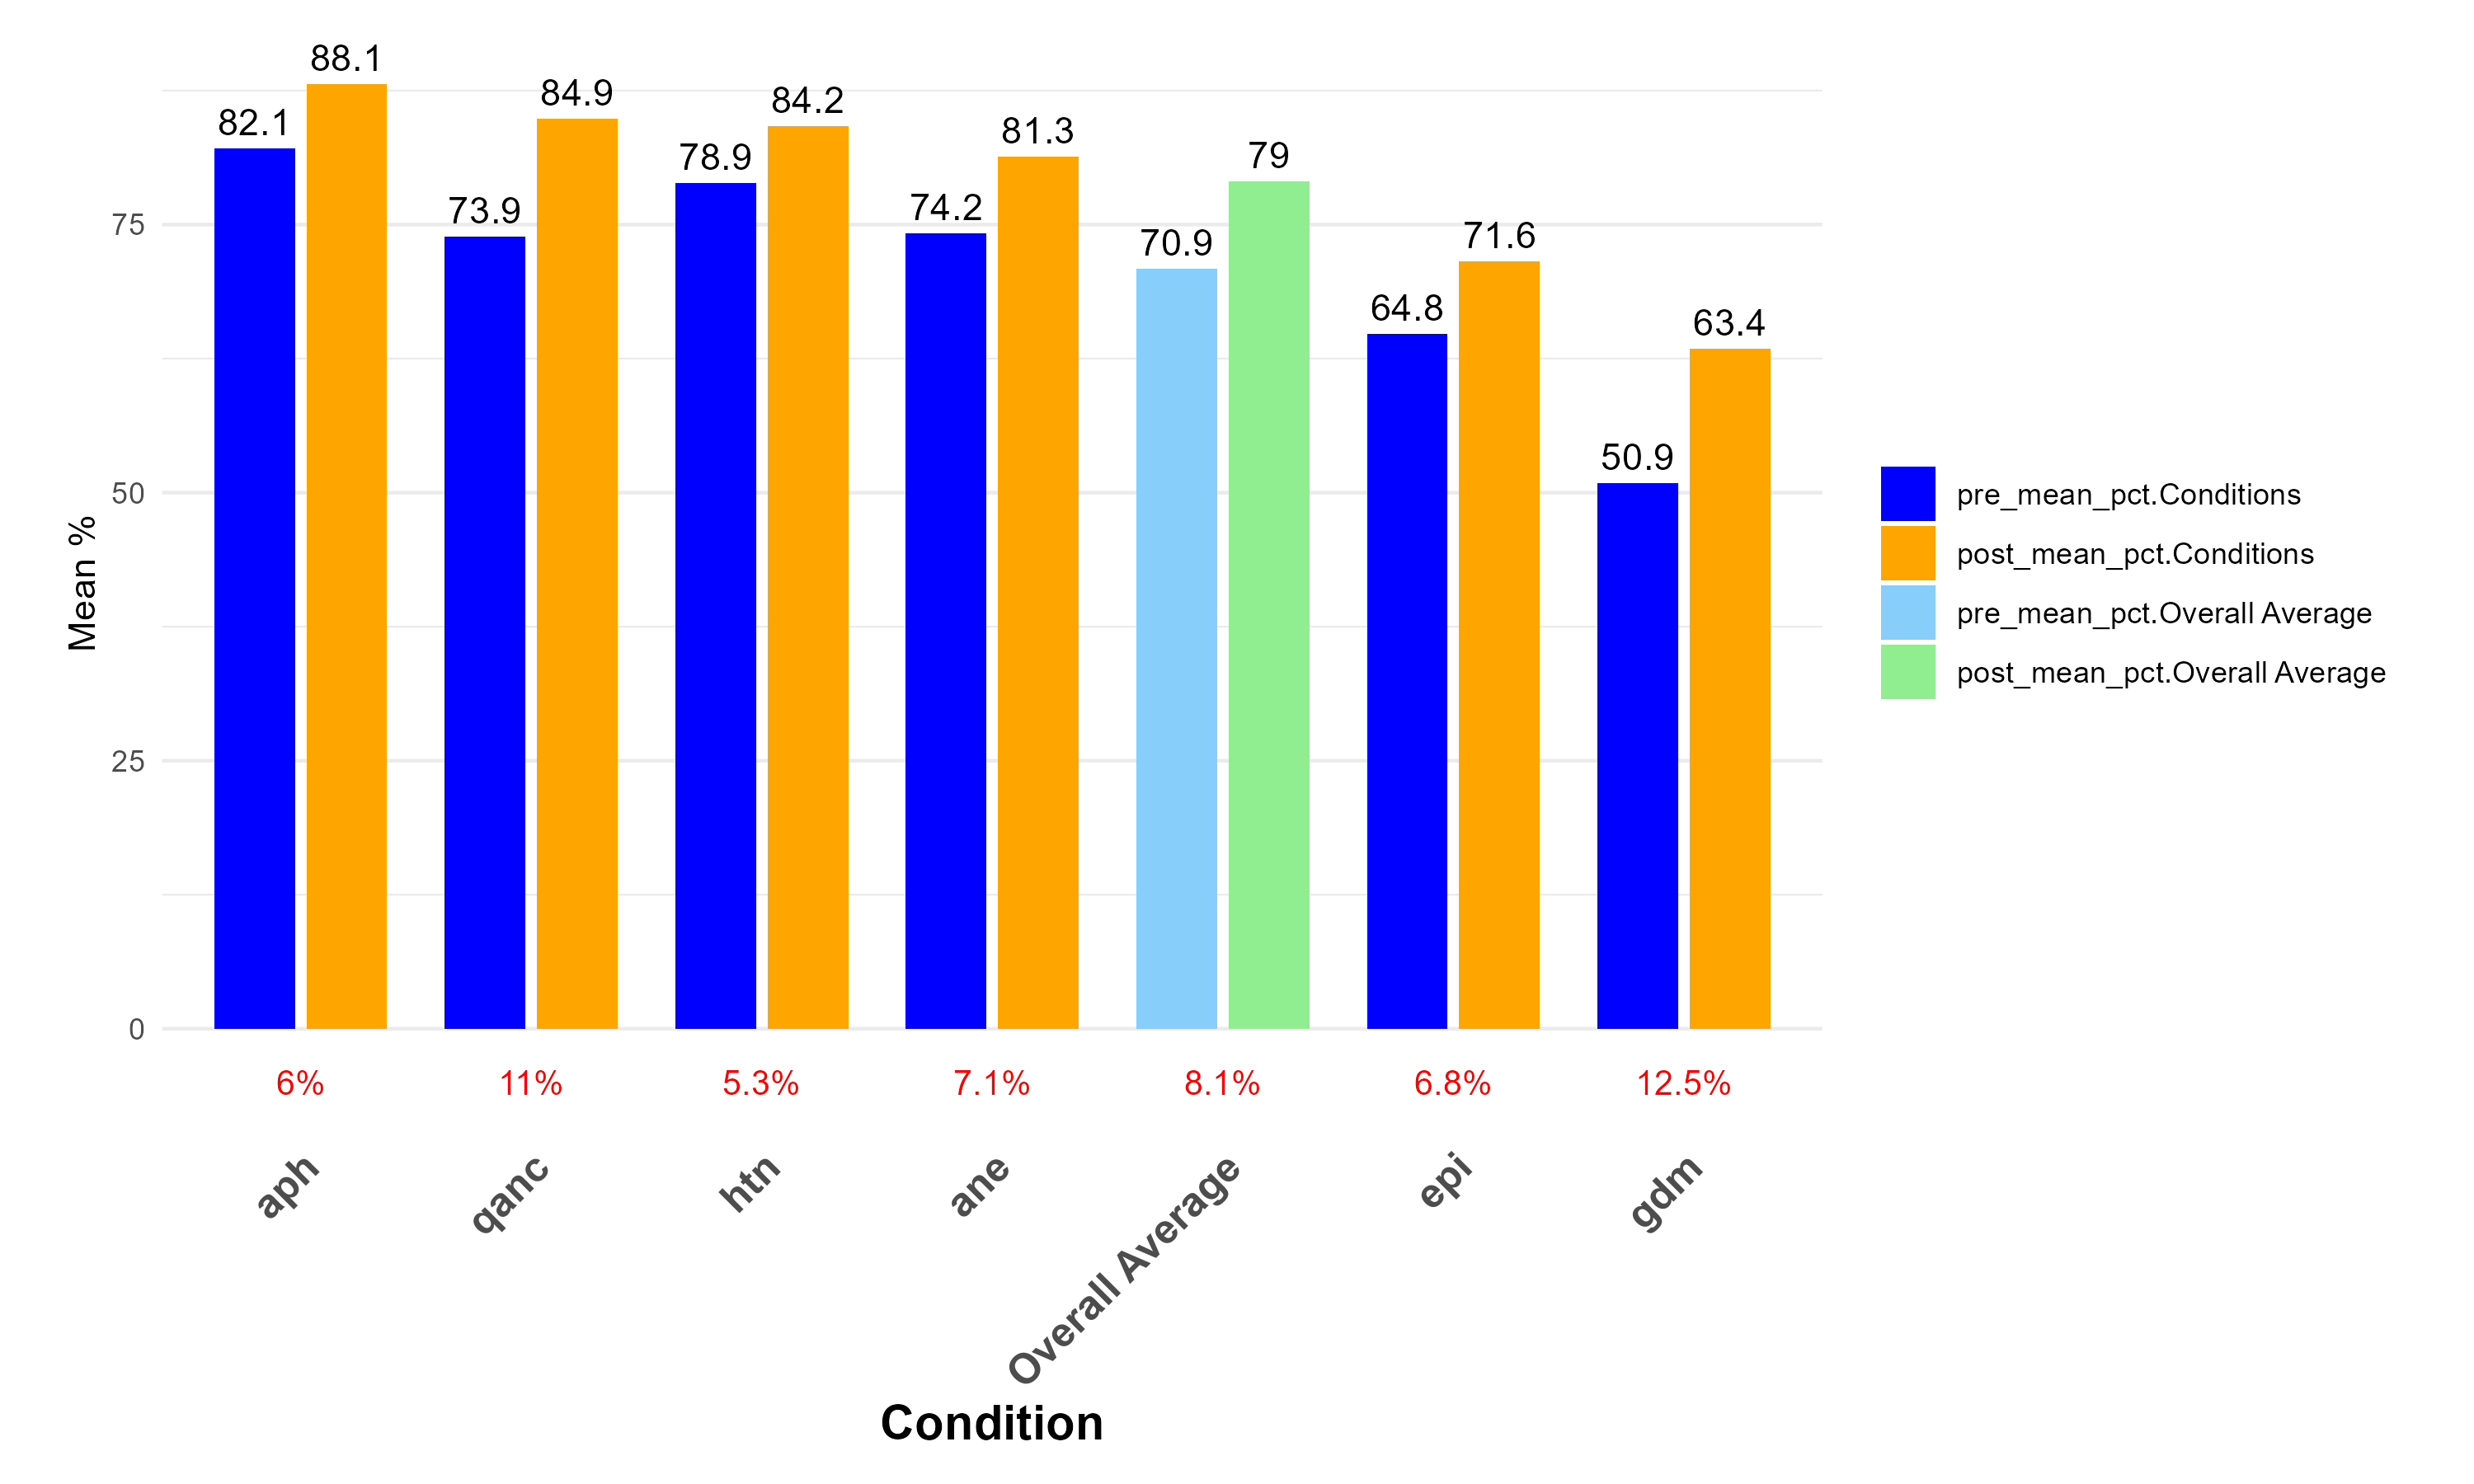 88.1
82.1
84.9
73.9
84.2
78.9
81.3
74.2
79
70.9
71.6
64.8
63.4
50.9
75
50
25
0
Mean %
6%
11%
5.3%
7.1%
8.1%
6.8%
12.5%
aph
qanc
htn
ane
Overall Average
epi
gdm
Condition
pre_mean_pct.Conditions
post_mean_pct.Conditions
pre_mean_pct.Overall Average
post_mean_pct.Overall Average